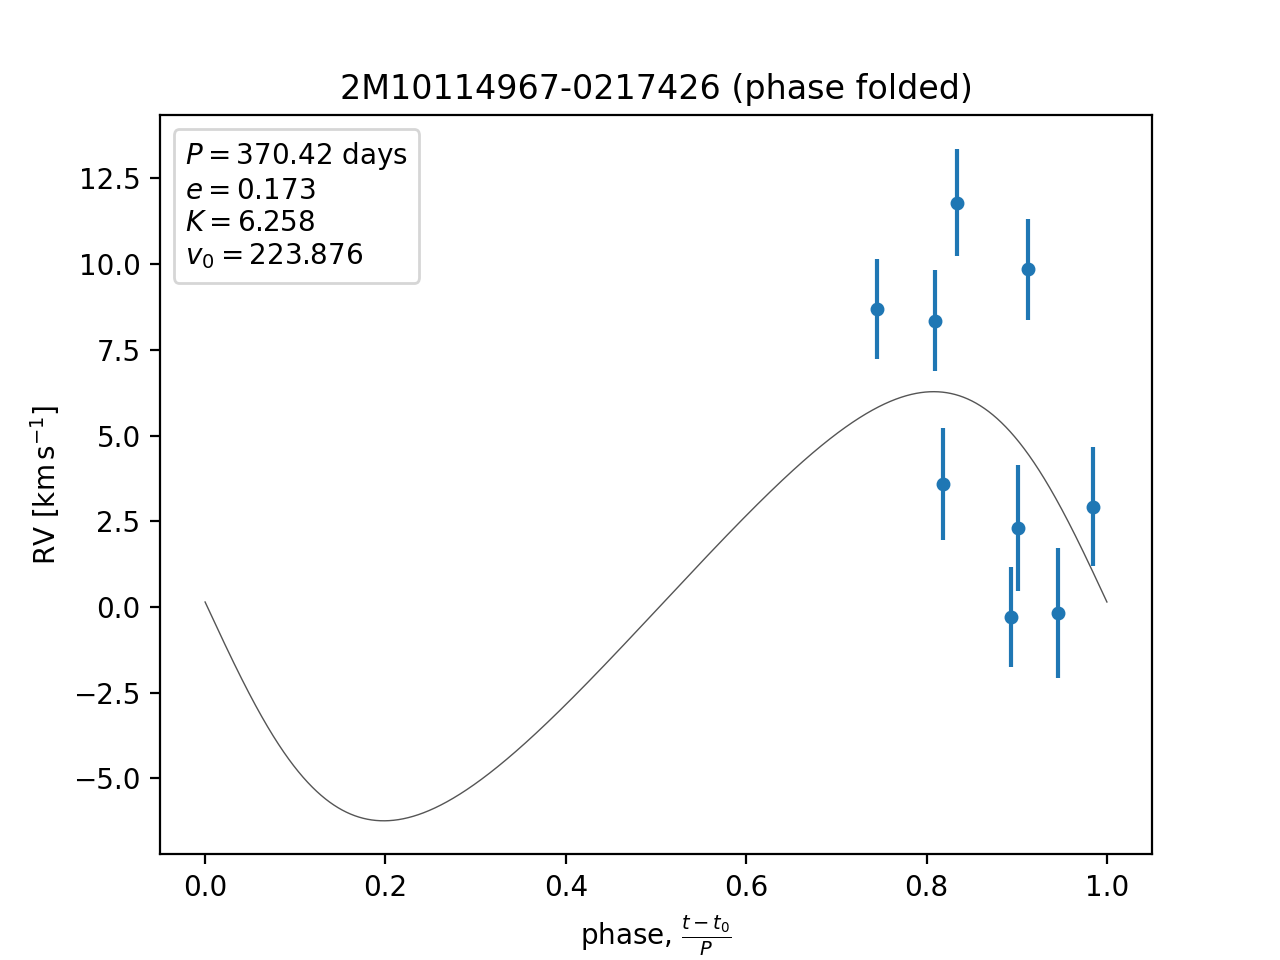 2M10114967-0217426 (phase folded)
P = 370.42 days
e = 0.173
K = 6.258
v₀ = 223.876
12.5
10.0
7.5
5.0
2.5
0.0
−2.5
−5.0
RV [km s⁻¹]
0.0 0.2 0.4 0.6 0.8 1.0
phase, (t − t₀)/P